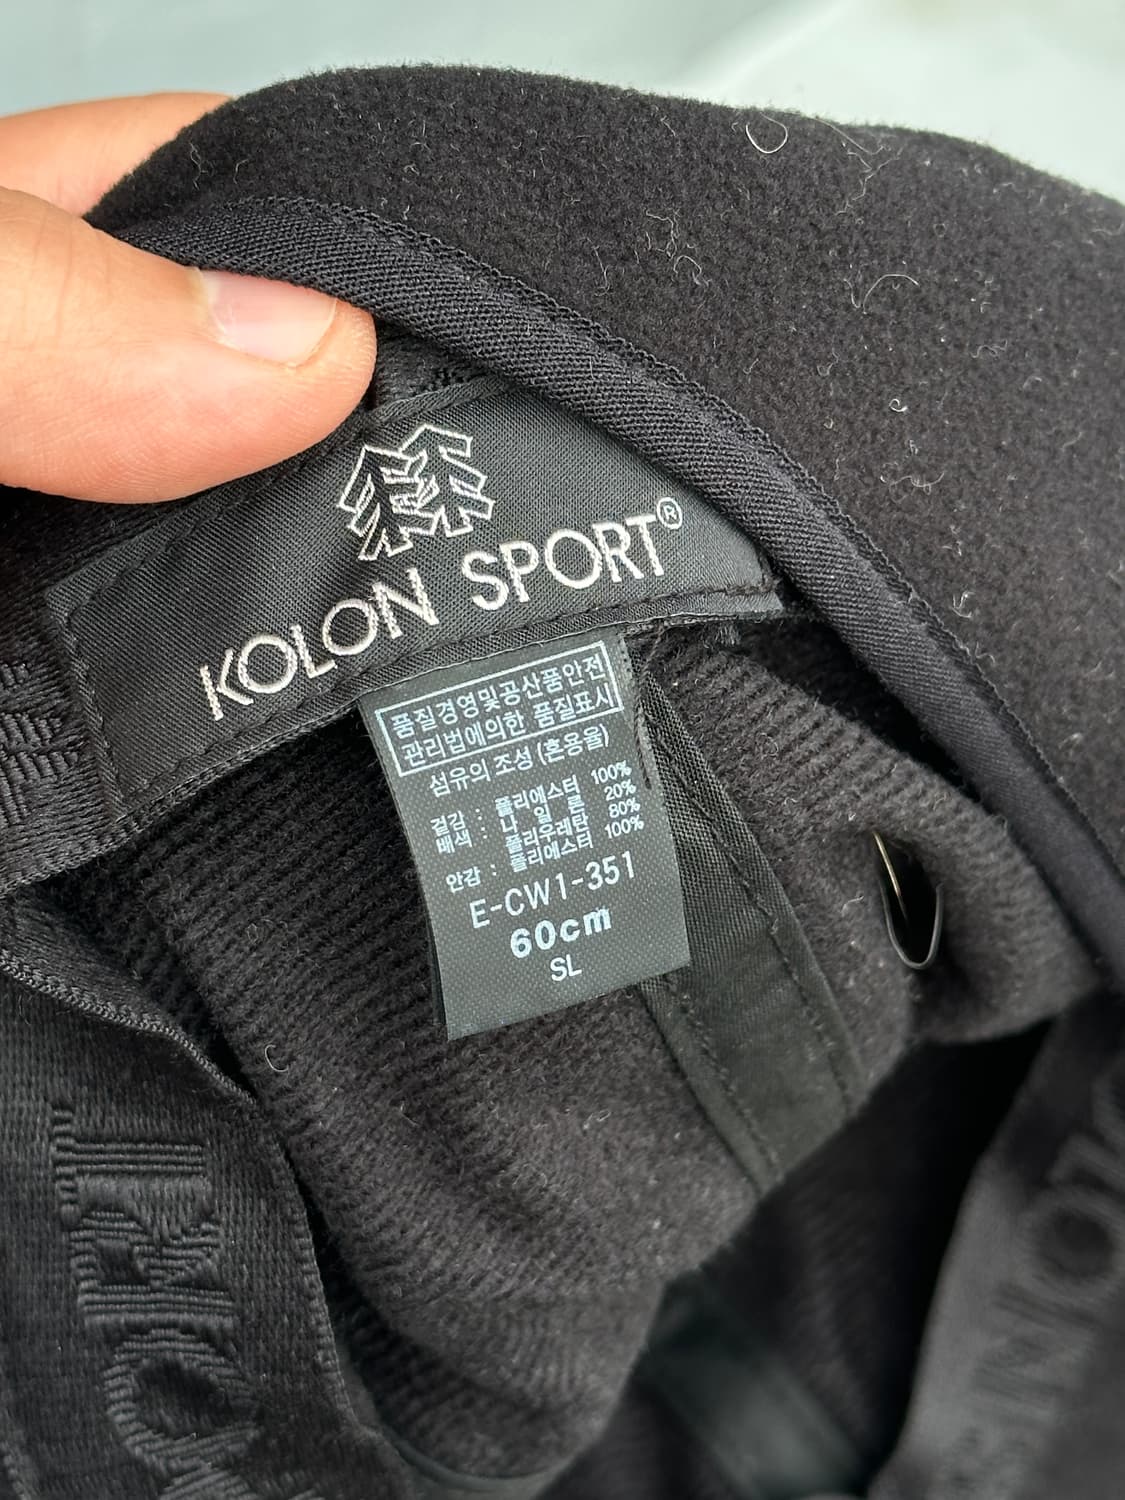 KOLON SPORT®
품질경영및공산품안전
관리법에의한 품질표시
섬유의 조성 (혼용율)
겉감 : 폴리에스터 100%
배색 : 나 일 론 20%
폴리우레탄 80%
안감 : 폴리에스터 100%
E-CW1-351
60cm
SL